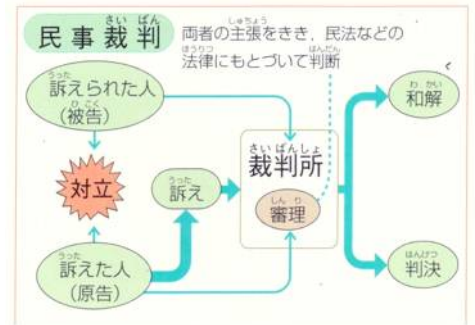 民事裁判
両者の主張をきき，民法などの
法律にもとづいて判断
訴えられた人
(被告)
和解
裁判所
対立
訴え
審理
訴えた人
(原告)
判決